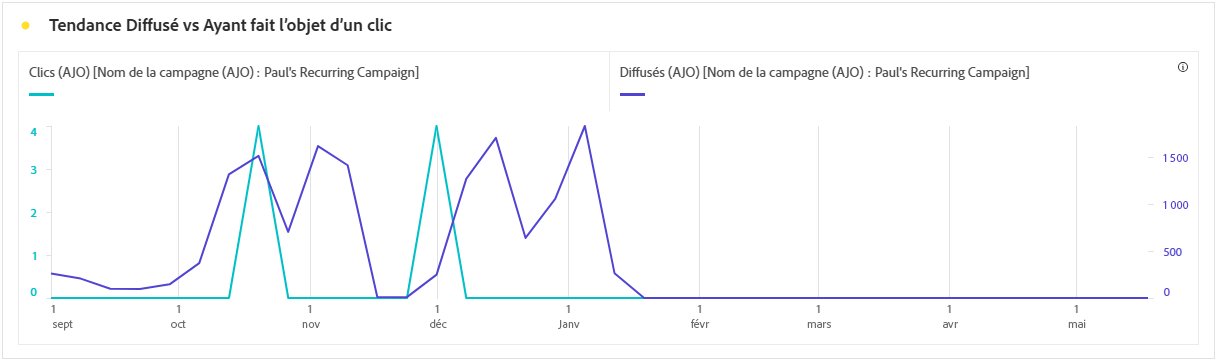 Tendance Diffusé vs Ayant fait l’objet d’un clic
Clics (AJO) [Nom de la campagne (AJO) : Paul's Recurring Campaign]
Diffusés (AJO) [Nom de la campagne (AJO) : Paul's Recurring Campaign]
4
3
2
1
0
1 500
1 000
500
0
1 1 1 1 1 1 1 1 1
sept oct nov déc Janv févr mars avr mai